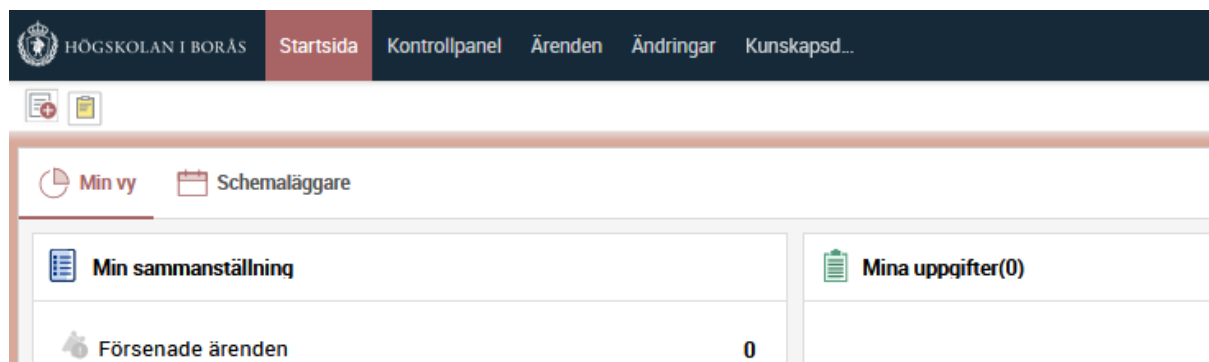 HÖGSKOLAN I BORÅS Startsida Kontrollpanel Ärenden Ändringar Kunskapsd...
Min vy Schemaläggare
Min sammanställning
Mina uppgifter(0)
Försenade ärenden 0